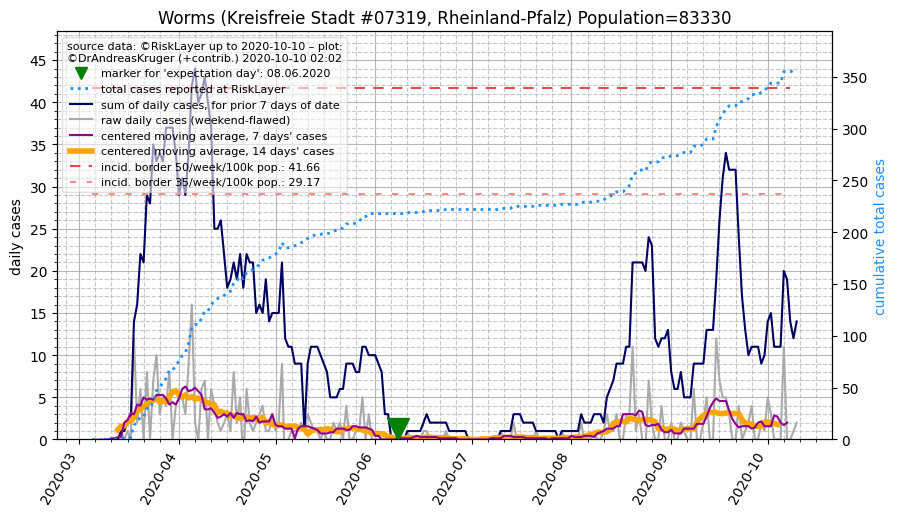 Worms (Kreisfreie Stadt #07319, Rheinland-Pfalz) Population=83330
source data: ©RiskLayer up to 2020-10-10 – plot:
©DrAndreasKruger (+contrib.) 2020-10-10 02:02
marker for 'expectation day': 08.06.2020
total cases reported at RiskLayer
sum of daily cases, for prior 7 days of date
raw daily cases (weekend-flawed)
centered moving average, 7 days' cases
centered moving average, 14 days' cases
incid. border 50/week/100k pop.: 41.66
incid. border 35/week/100k pop.: 29.17
daily cases
45
40
35
30
25
20
15
10
5
0
cumulative total cases
350
300
250
200
150
100
50
0
2020-03
2020-04
2020-05
2020-06
2020-07
2020-08
2020-09
2020-10